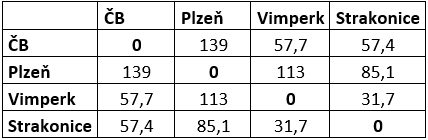 ČB Plzeň Vimperk Strakonice
ČB 0 139 57,7 57,4
Plzeň 139 0 113 85,1
Vimperk 57,7 113 0 31,7
Strakonice 57,4 85,1 31,7 0